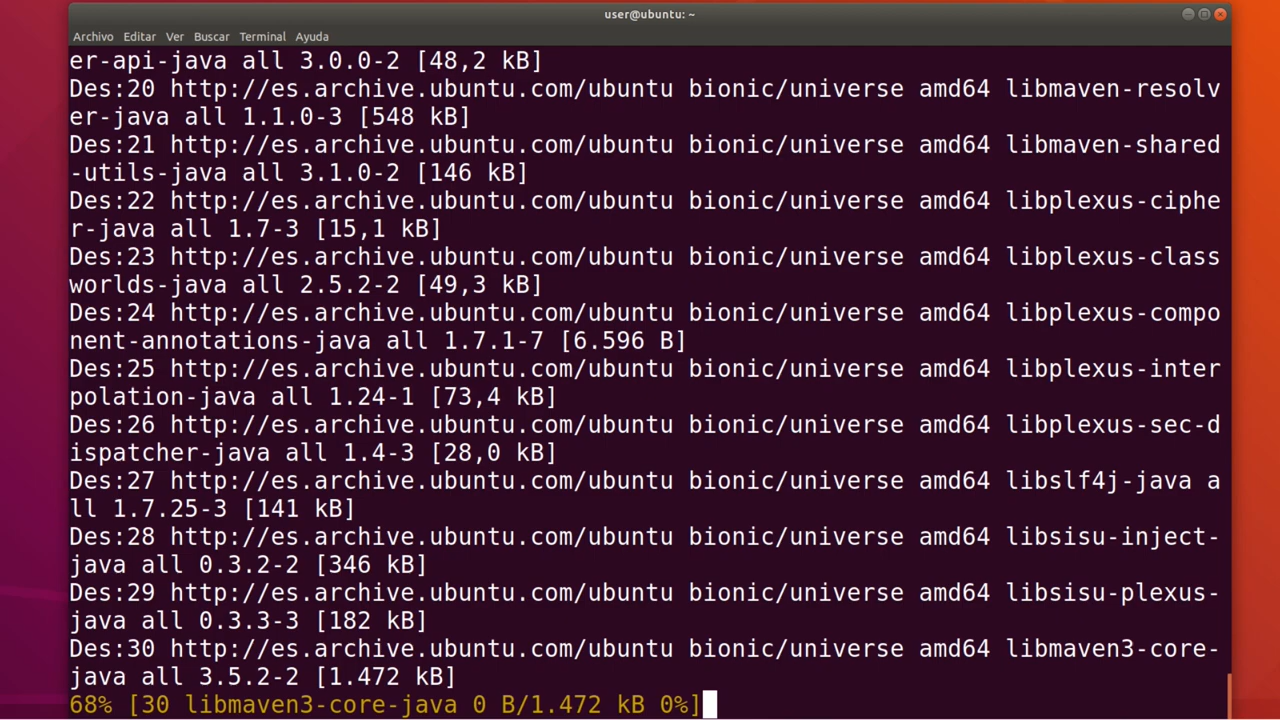 user@ubuntu: ~
Archivo Editar Ver Buscar Terminal Ayuda
er-api-java all 3.0.0-2 [48,2 kB]
Des:20 http://es.archive.ubuntu.com/ubuntu bionic/universe amd64 libmaven-resolv
er-java all 1.1.0-3 [548 kB]
Des:21 http://es.archive.ubuntu.com/ubuntu bionic/universe amd64 libmaven-shared
-utils-java all 3.1.0-2 [146 kB]
Des:22 http://es.archive.ubuntu.com/ubuntu bionic/universe amd64 libplexus-ciphe
r-java all 1.7-3 [15,1 kB]
Des:23 http://es.archive.ubuntu.com/ubuntu bionic/universe amd64 libplexus-class
worlds-java all 2.5.2-2 [49,3 kB]
Des:24 http://es.archive.ubuntu.com/ubuntu bionic/universe amd64 libplexus-compo
nent-annotations-java all 1.7.1-7 [6.596 B]
Des:25 http://es.archive.ubuntu.com/ubuntu bionic/universe amd64 libplexus-inter
polation-java all 1.24-1 [73,4 kB]
Des:26 http://es.archive.ubuntu.com/ubuntu bionic/universe amd64 libplexus-sec-d
ispatcher-java all 1.4-3 [28,0 kB]
Des:27 http://es.archive.ubuntu.com/ubuntu bionic/universe amd64 libslf4j-java a
ll 1.7.25-3 [141 kB]
Des:28 http://es.archive.ubuntu.com/ubuntu bionic/universe amd64 libsisu-inject-
java all 0.3.2-2 [346 kB]
Des:29 http://es.archive.ubuntu.com/ubuntu bionic/universe amd64 libsisu-plexus-
java all 0.3.3-3 [182 kB]
Des:30 http://es.archive.ubuntu.com/ubuntu bionic/universe amd64 libmaven3-core-
java all 3.5.2-2 [1.472 kB]
68% [30 libmaven3-core-java 0 B/1.472 kB 0%]